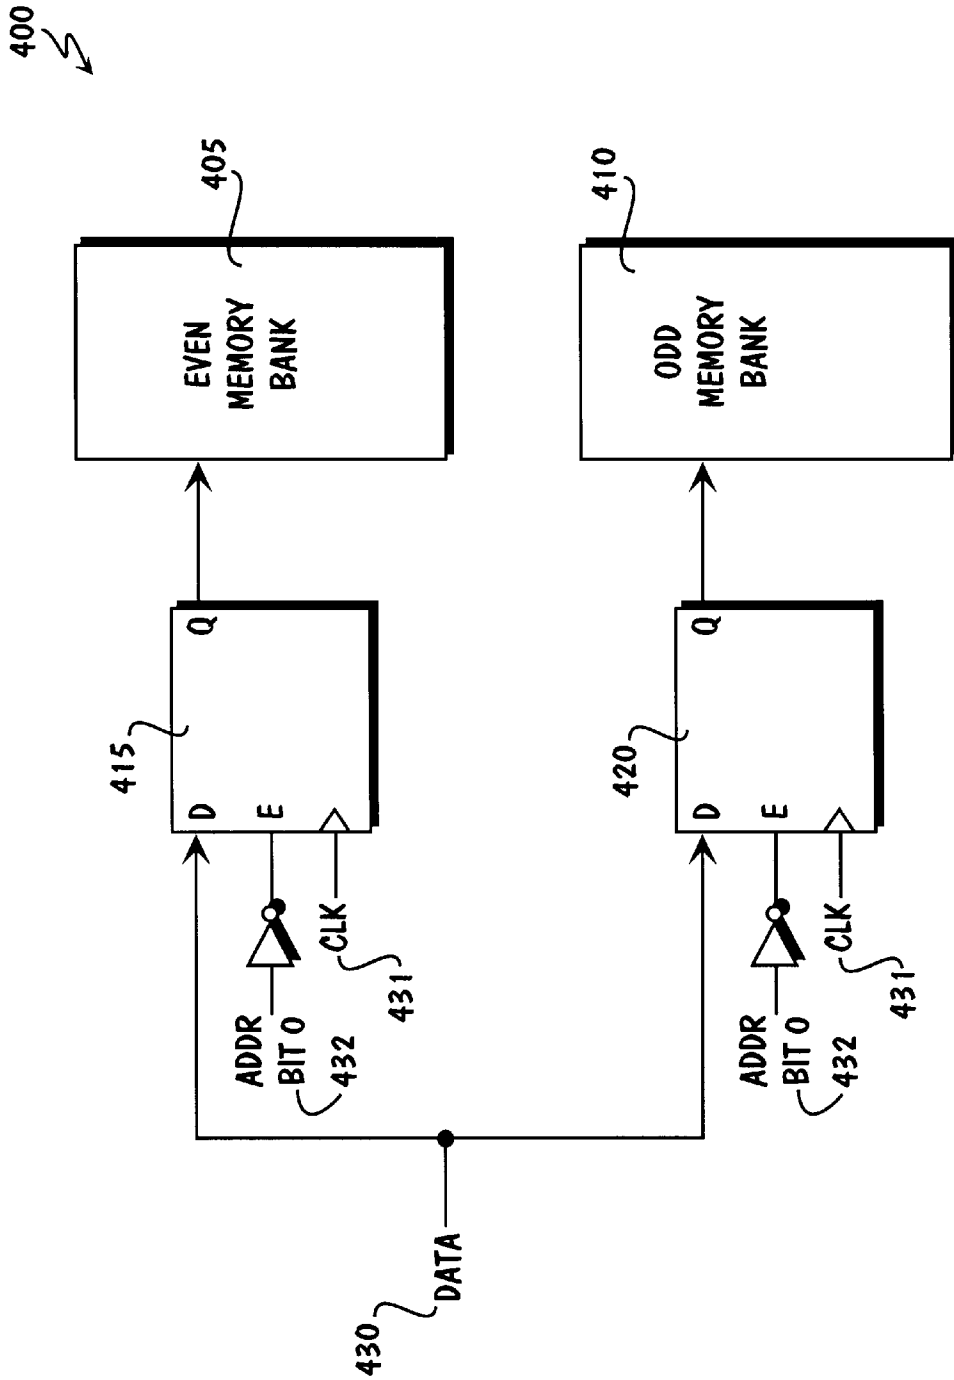 400
405
EVEN
MEMORY
BANK
415
D
Q
E
ADDR
BIT 0
432
CLK
431
430
DATA
410
ODD
MEMORY
BANK
420
D
Q
E
ADDR
BIT 0
432
CLK
431